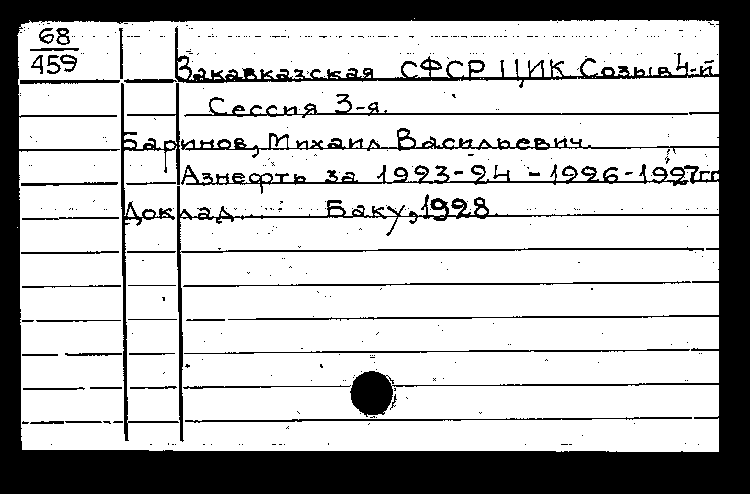 68
459
Закавказская СФСР ЦИК Созыв 4-й
Сессия 3-я.
Баринов, Михаил Васильевич.
Азнефть за 1923-24 - 1926-1927гг
Доклад... Баку, 1928.